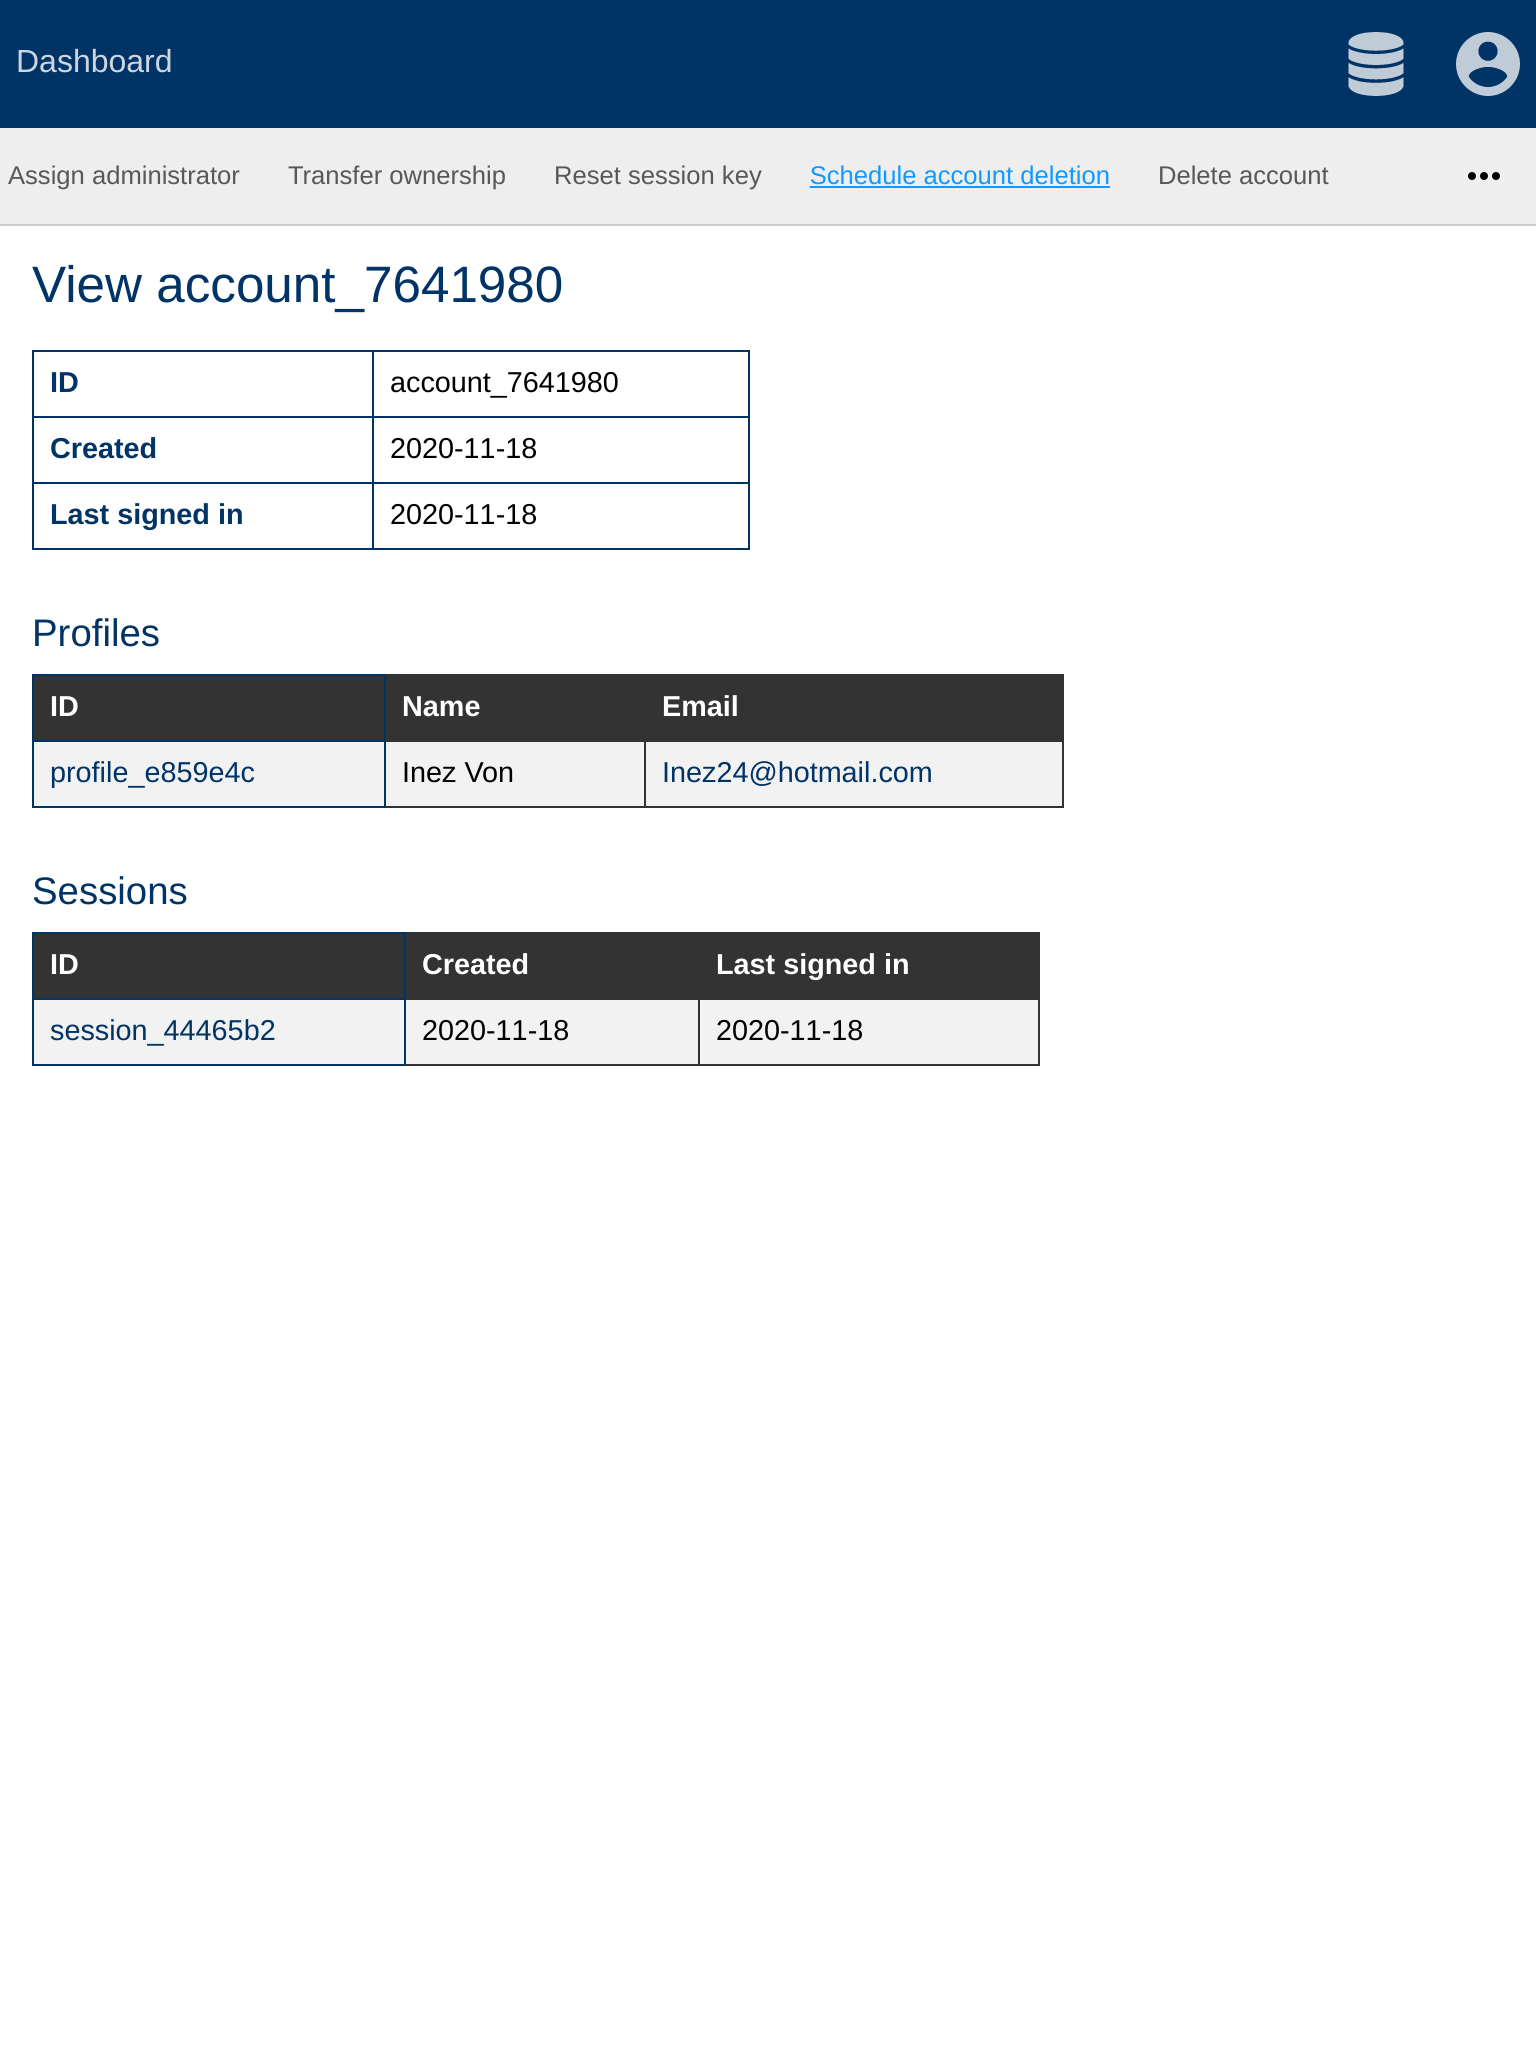 Dashboard
Assign administrator Transfer ownership Reset session key Schedule account deletion Delete account
View account_7641980
ID account_7641980
Created 2020-11-18
Last signed in 2020-11-18
Profiles
ID Name Email
profile_e859e4c Inez Von Inez24@hotmail.com
Sessions
ID Created Last signed in
session_44465b2 2020-11-18 2020-11-18